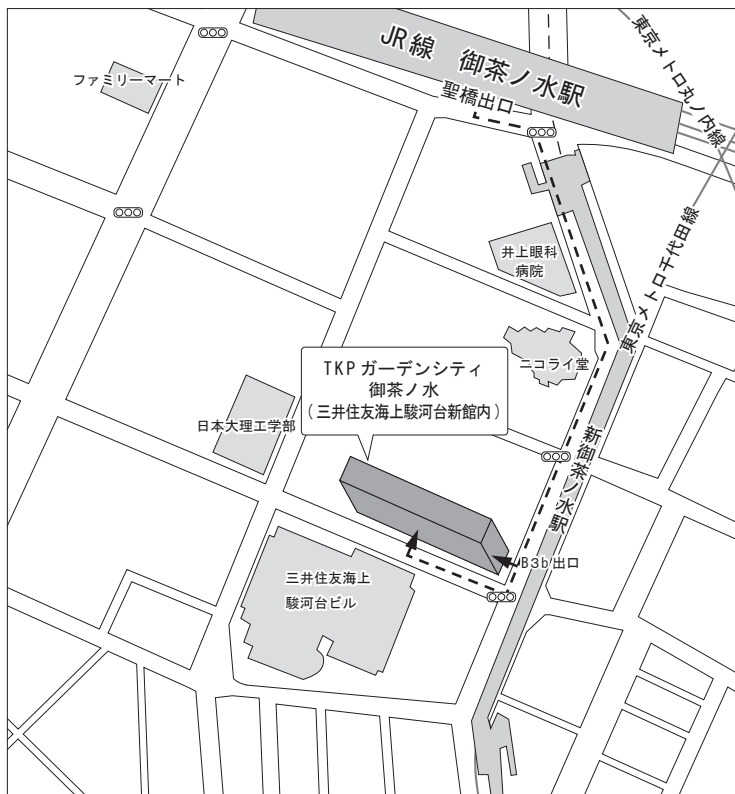 JR線　御茶ノ水駅
聖橋出口
東京メトロ丸ノ内線
ファミリーマート
井上眼科
病院
東京メトロ千代田線
ニコライ堂
TKP ガーデンシティ
御茶ノ水
（三井住友海上駿河台新館内）
日本大理工学部
新御茶ノ水駅
B3b出口
三井住友海上
駿河台ビル